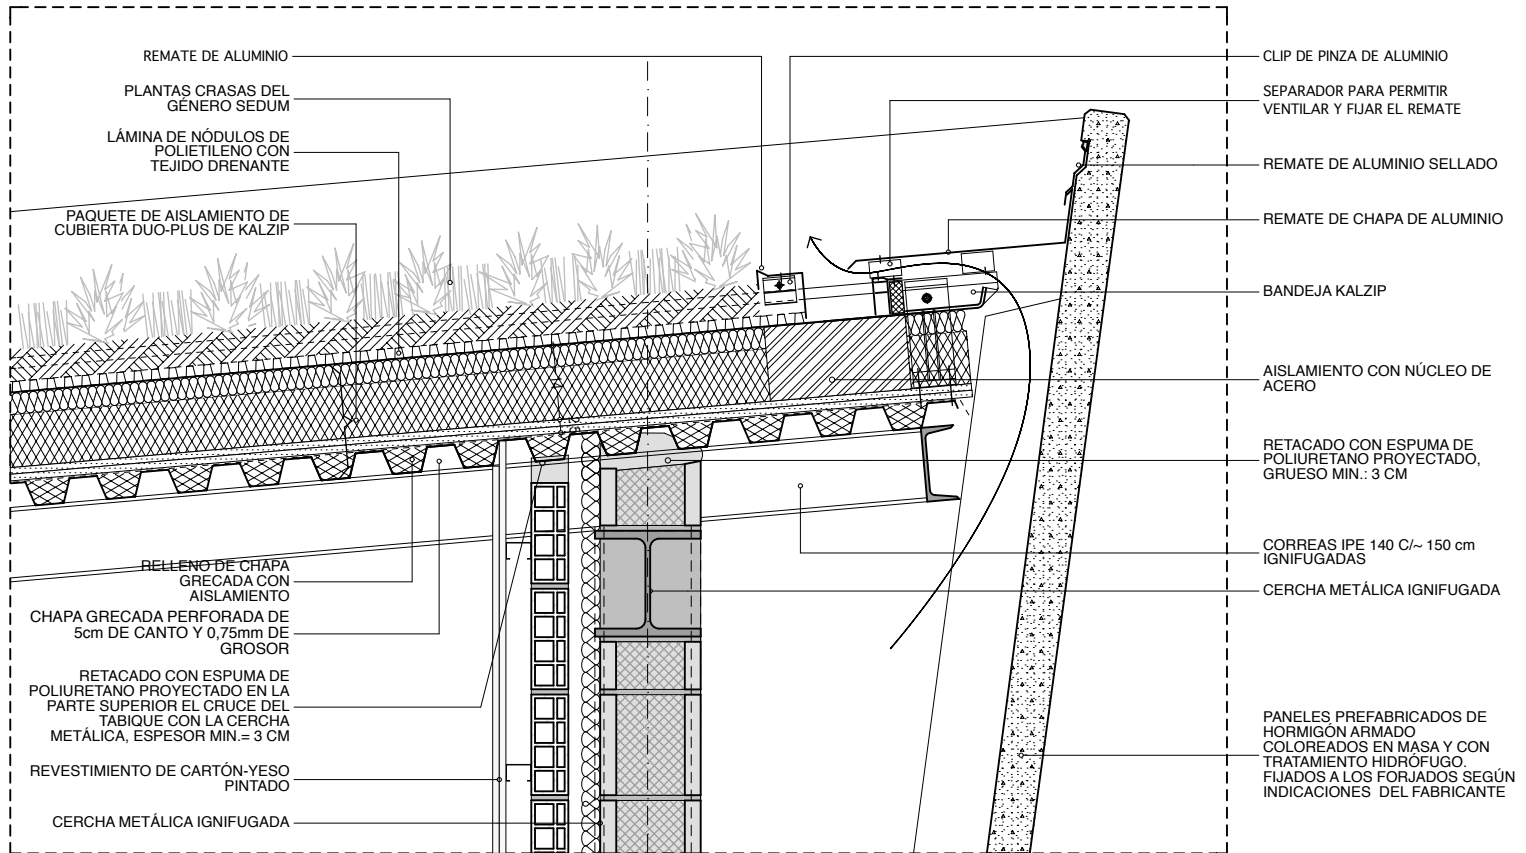 REMATE DE ALUMINIO
PLANTAS CRASAS DEL
GÉNERO SEDUM
LÁMINA DE NÓDULOS DE
POLIETILENO CON
TEJIDO DRENANTE
PAQUETE DE AISLAMIENTO DE
CUBIERTA DUO-PLUS DE KALZIP
RELLENO DE CHAPA
GRECADA CON
AISLAMIENTO
CHAPA GRECADA PERFORADA DE
5cm DE CANTO Y 0,75mm DE
GROSOR
RETACADO CON ESPUMA DE
POLIURETANO PROYECTADO EN LA
PARTE SUPERIOR EL CRUCE DEL
TABIQUE CON LA CERCHA
METÁLICA, ESPESOR MIN.= 3 CM
REVESTIMIENTO DE CARTÓN-YESO
PINTADO
CERCHA METÁLICA IGNIFUGADA
CLIP DE PINZA DE ALUMINIO
SEPARADOR PARA PERMITIR
VENTILAR Y FIJAR EL REMATE
REMATE DE ALUMINIO SELLADO
REMATE DE CHAPA DE ALUMINIO
BANDEJA KALZIP
AISLAMIENTO CON NÚCLEO DE
ACERO
RETACADO CON ESPUMA DE
POLIURETANO PROYECTADO,
GRUESO MIN.: 3 CM
CORREAS IPE 140 C/~ 150 cm
IGNIFUGADAS
CERCHA METÁLICA IGNIFUGADA
PANELES PREFABRICADOS DE
HORMIGÓN ARMADO
COLOREADOS EN MASA Y CON
TRATAMIENTO HIDRÓFUGO.
FIJADOS A LOS FORJADOS SEGÚN
INDICACIONES  DEL FABRICANTE